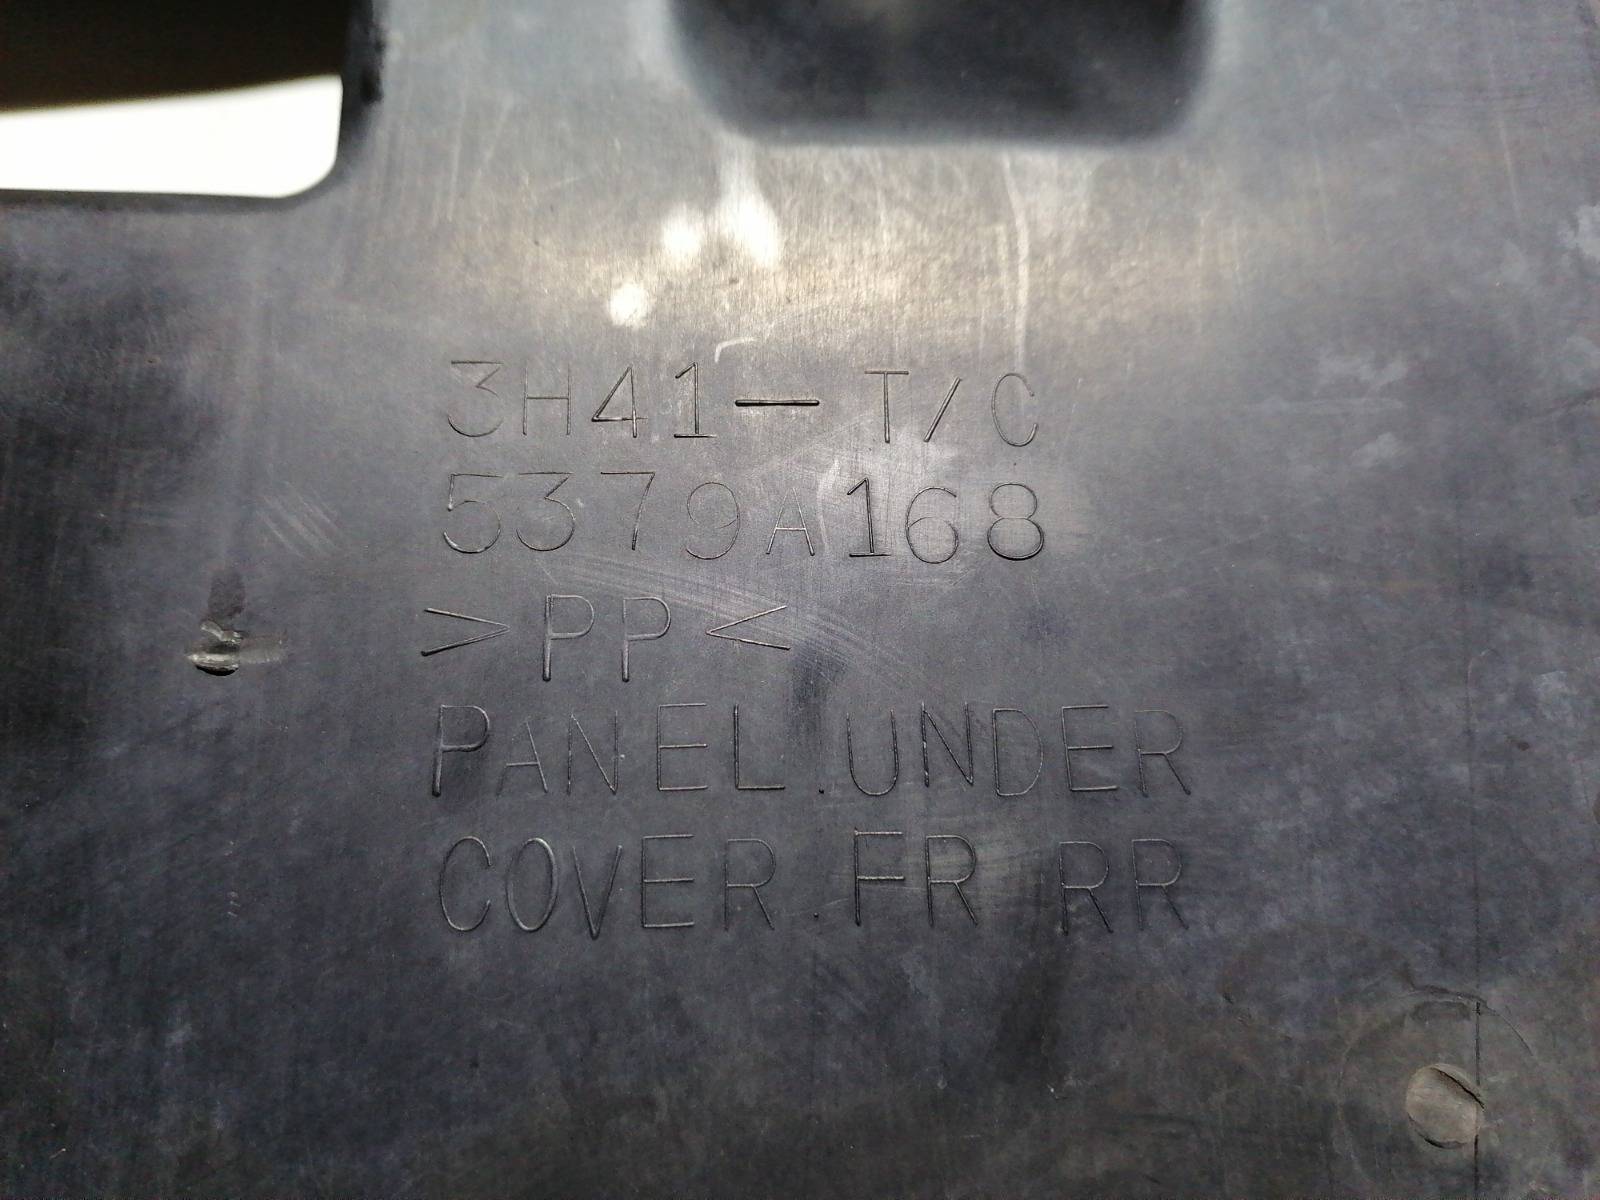 3H41-T/C
5379A168
>PP<
PANEL.UNDER
COVER.FR RR